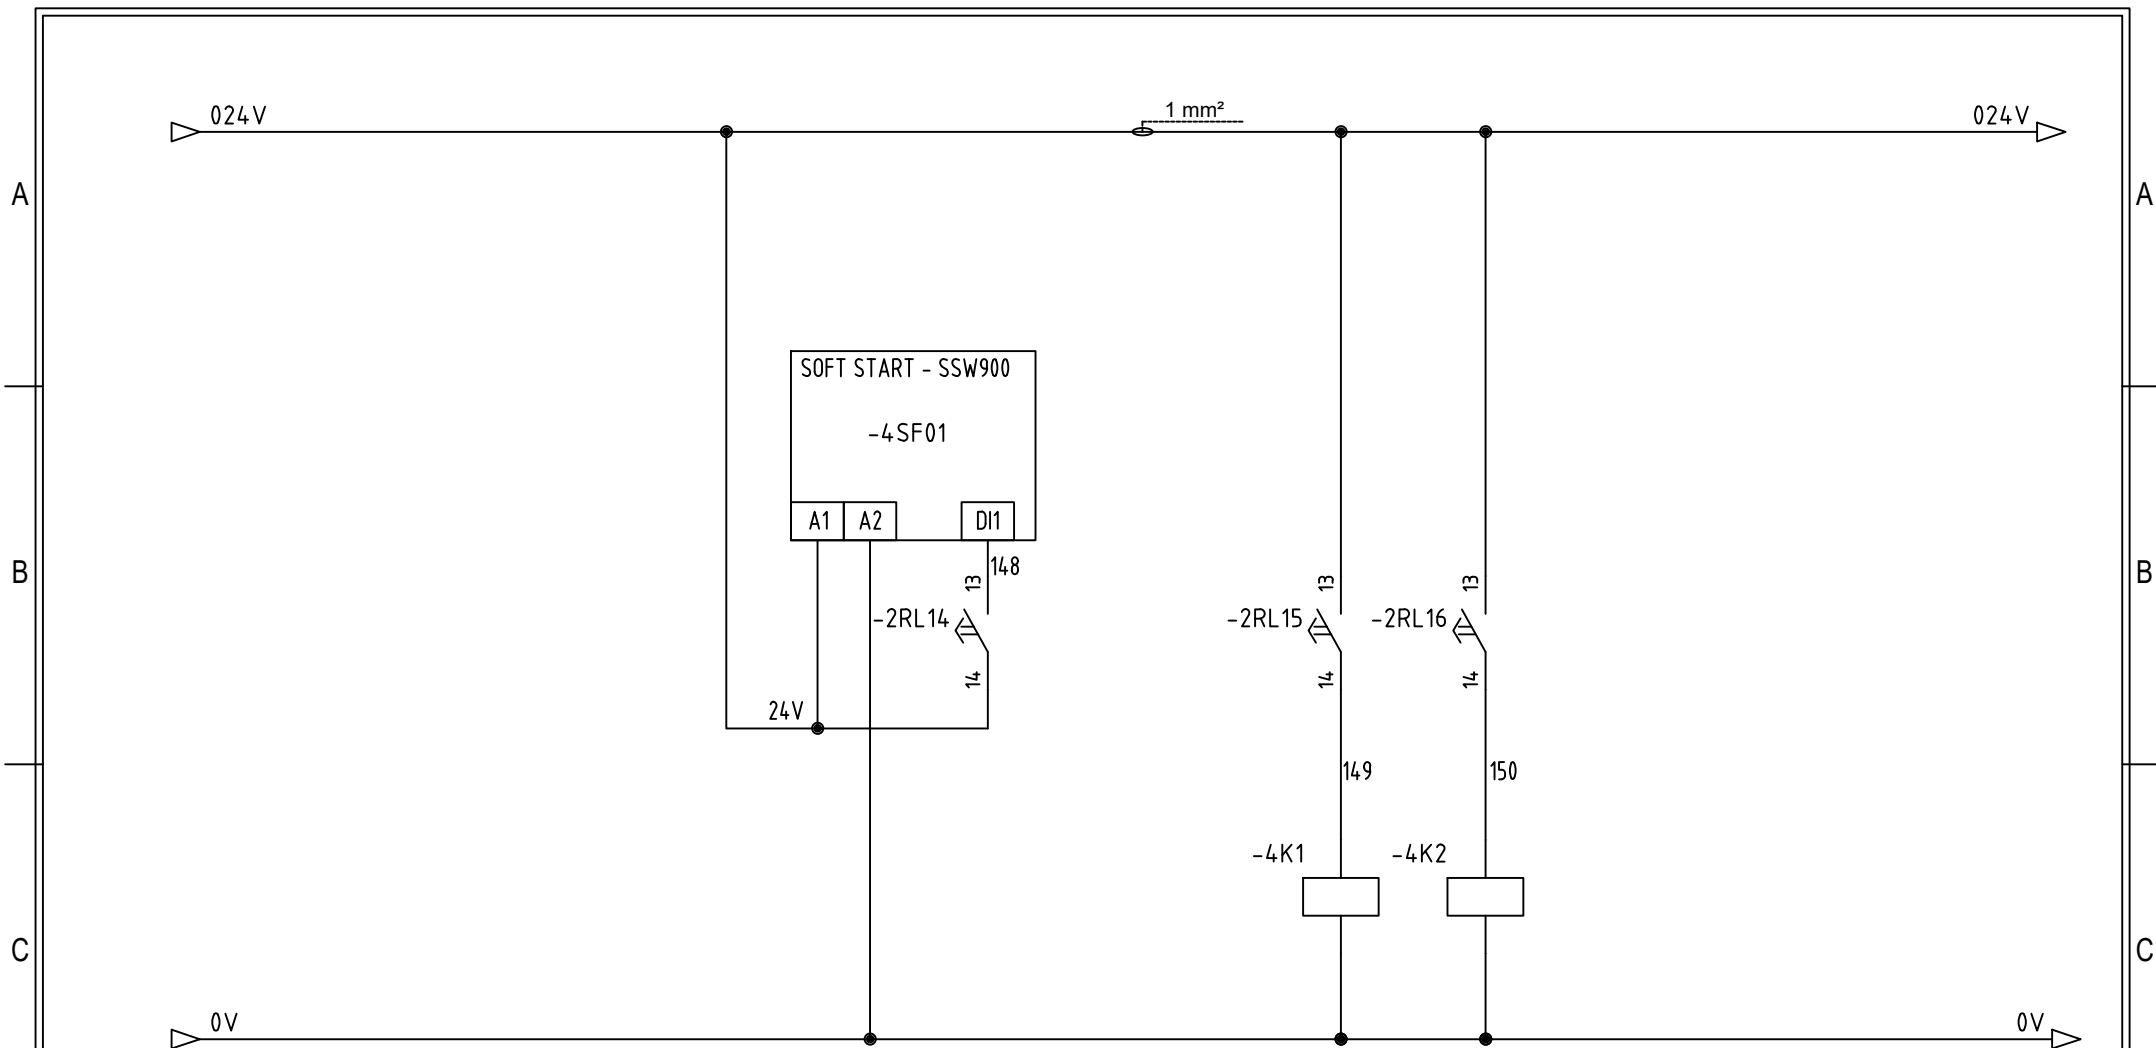 024V
1 mm²
024V
A
A
SOFT START - SSW900
-4SF01
A1
A2
DI1
B
B
148
13
13
13
-2RL14
-2RL15
-2RL16
14
14
14
24V
149
150
-4K1
-4K2
C
C
0V
0V